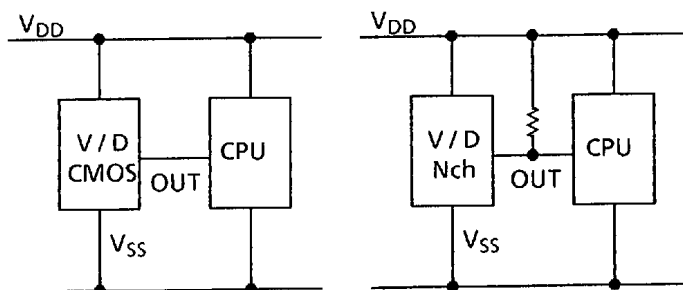 VDD
V / D
CMOS
OUT
CPU
VSS
VDD
V / D
Nch
OUT
CPU
VSS